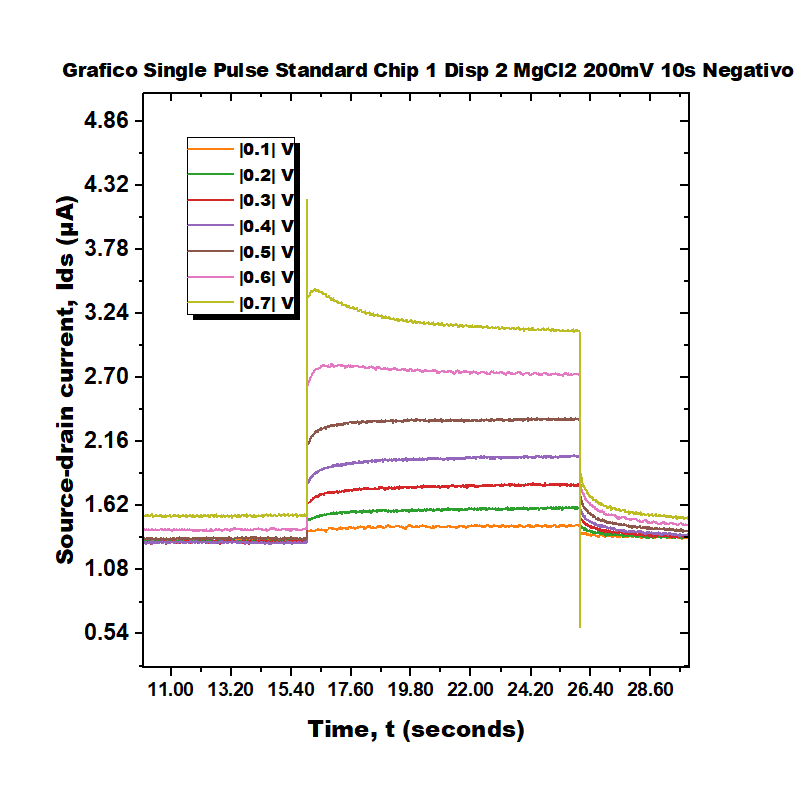 Grafico Single Pulse Standard Chip 1 Disp 2 MgCl2 200mV 10s Negativo
4.86
4.32
3.78
3.24
2.70
2.16
1.62
1.08
0.54
Source-drain current, Ids (µA)
|0.1| V
|0.2| V
|0.3| V
|0.4| V
|0.5| V
|0.6| V
|0.7| V
11.00 13.20 15.40 17.60 19.80 22.00 24.20 26.40 28.60
Time, t (seconds)